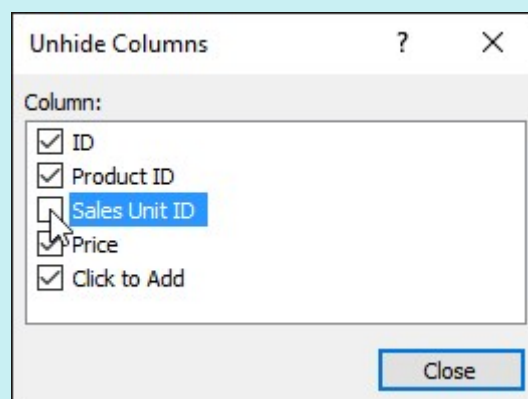 Unhide Columns ?
Column:
ID
Product ID
Sales Unit ID
Price
Click to Add
Close